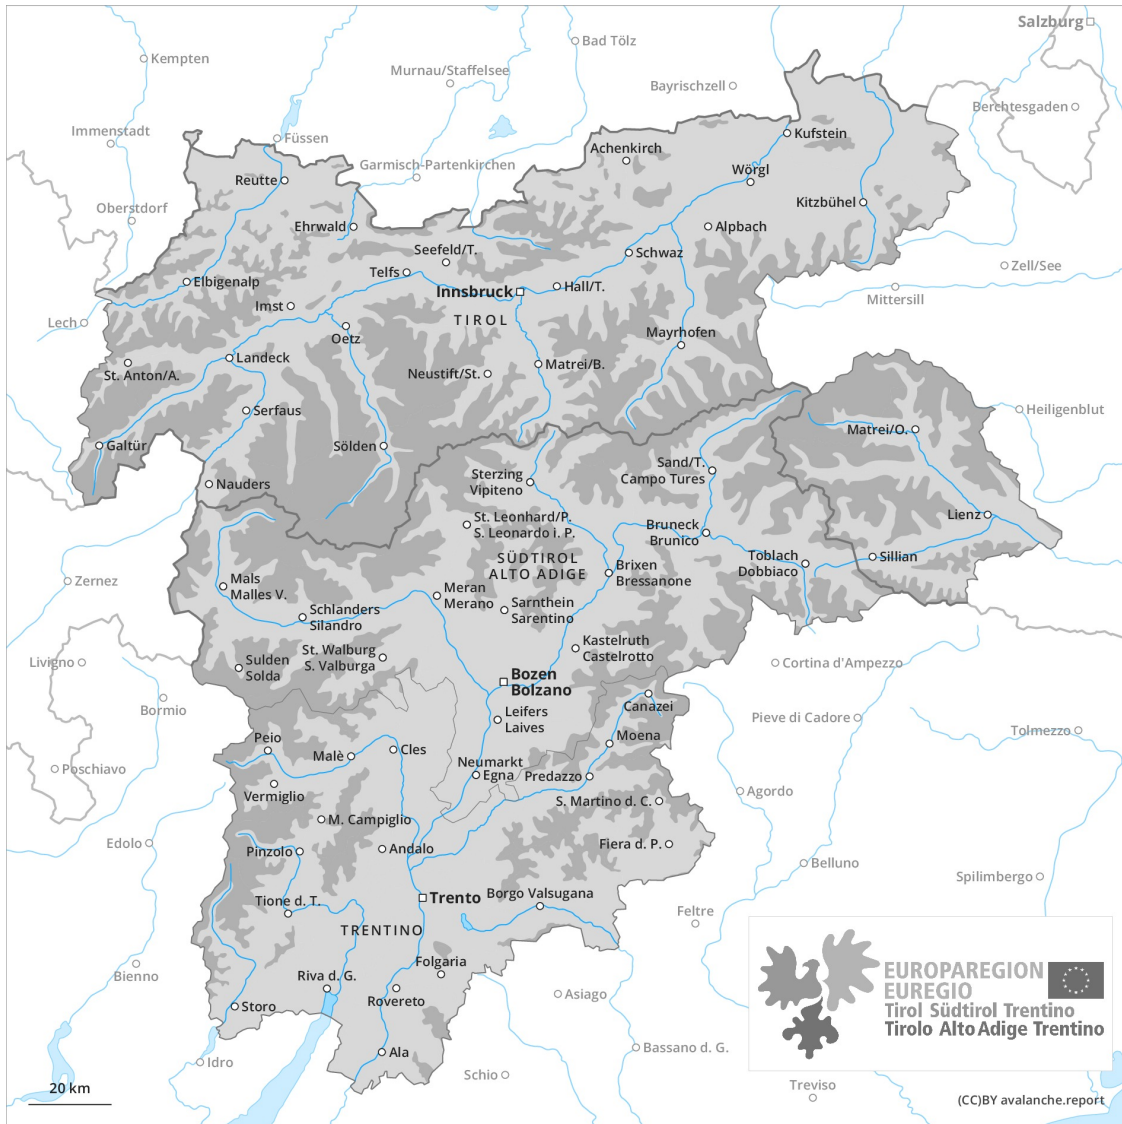 Salzburg
Bad Tölz
Kempten
Murnau/Staffelsee
Bayrischzell
Berchtesgaden
Immenstadt
Füssen
Kufstein
Achenkirch
Garmisch-Partenkirchen
Wörgl
Reutte
Oberstdorf
Kitzbühel
Ehrwald
Alpbach
Seefeld/T.
Schwaz
Telfs
Zell/See
Elbigenalp
Hall/T.
Innsbruck
Mittersill
Imst
TIROL
Lech
Oetz
Mayrhofen
Landeck
Matrei/B.
St. Anton/A.
Neustift/St.
Serfaus
Heiligenblut
Matrei/O.
Galtür
Sölden
Sand/T.
Campo Tures
Sterzing
Vipiteno
Nauders
Lienz
St. Leonhard/P.
S. Leonardo i. P.
Bruneck
Brunico
SÜDTIROL
ALTO ADIGE
Toblach
Dobbiaco
Sillian
Brixen
Bressanone
Zernez
Mals
Malles V.
Meran
Merano
Sarnthein
Sarentino
Schlanders
Silandro
Kastelruth
Castelrotto
St. Walburg
S. Valburga
Livigno
Sulden
Solda
Cortina d'Ampezzo
Bozen
Bolzano
Bormio
Canazei
Leifers
Laives
Pieve di Cadore
Tolmezzo
Peio
Moena
Cles
Malè
Neumarkt
Egna
Predazzo
Poschiavo
Vermiglio
Agordo
S. Martino d. C.
M. Campiglio
Edolo
Pinzolo
Andalo
Fiera d. P.
Belluno
Spilimbergo
Trento
Borgo Valsugana
Tione d. T.
Feltre
TRENTINO
Bienno
Folgaria
Riva d. G.
Rovereto
Asiago
Storo
EUROPAREGION
EUREGIO
Tirol Südtirol Trentino
Tirolo Alto Adige Trentino
Ala
Bassano d. G.
Idro
Schio
Treviso
20 km
(CC)BY avalanche.report